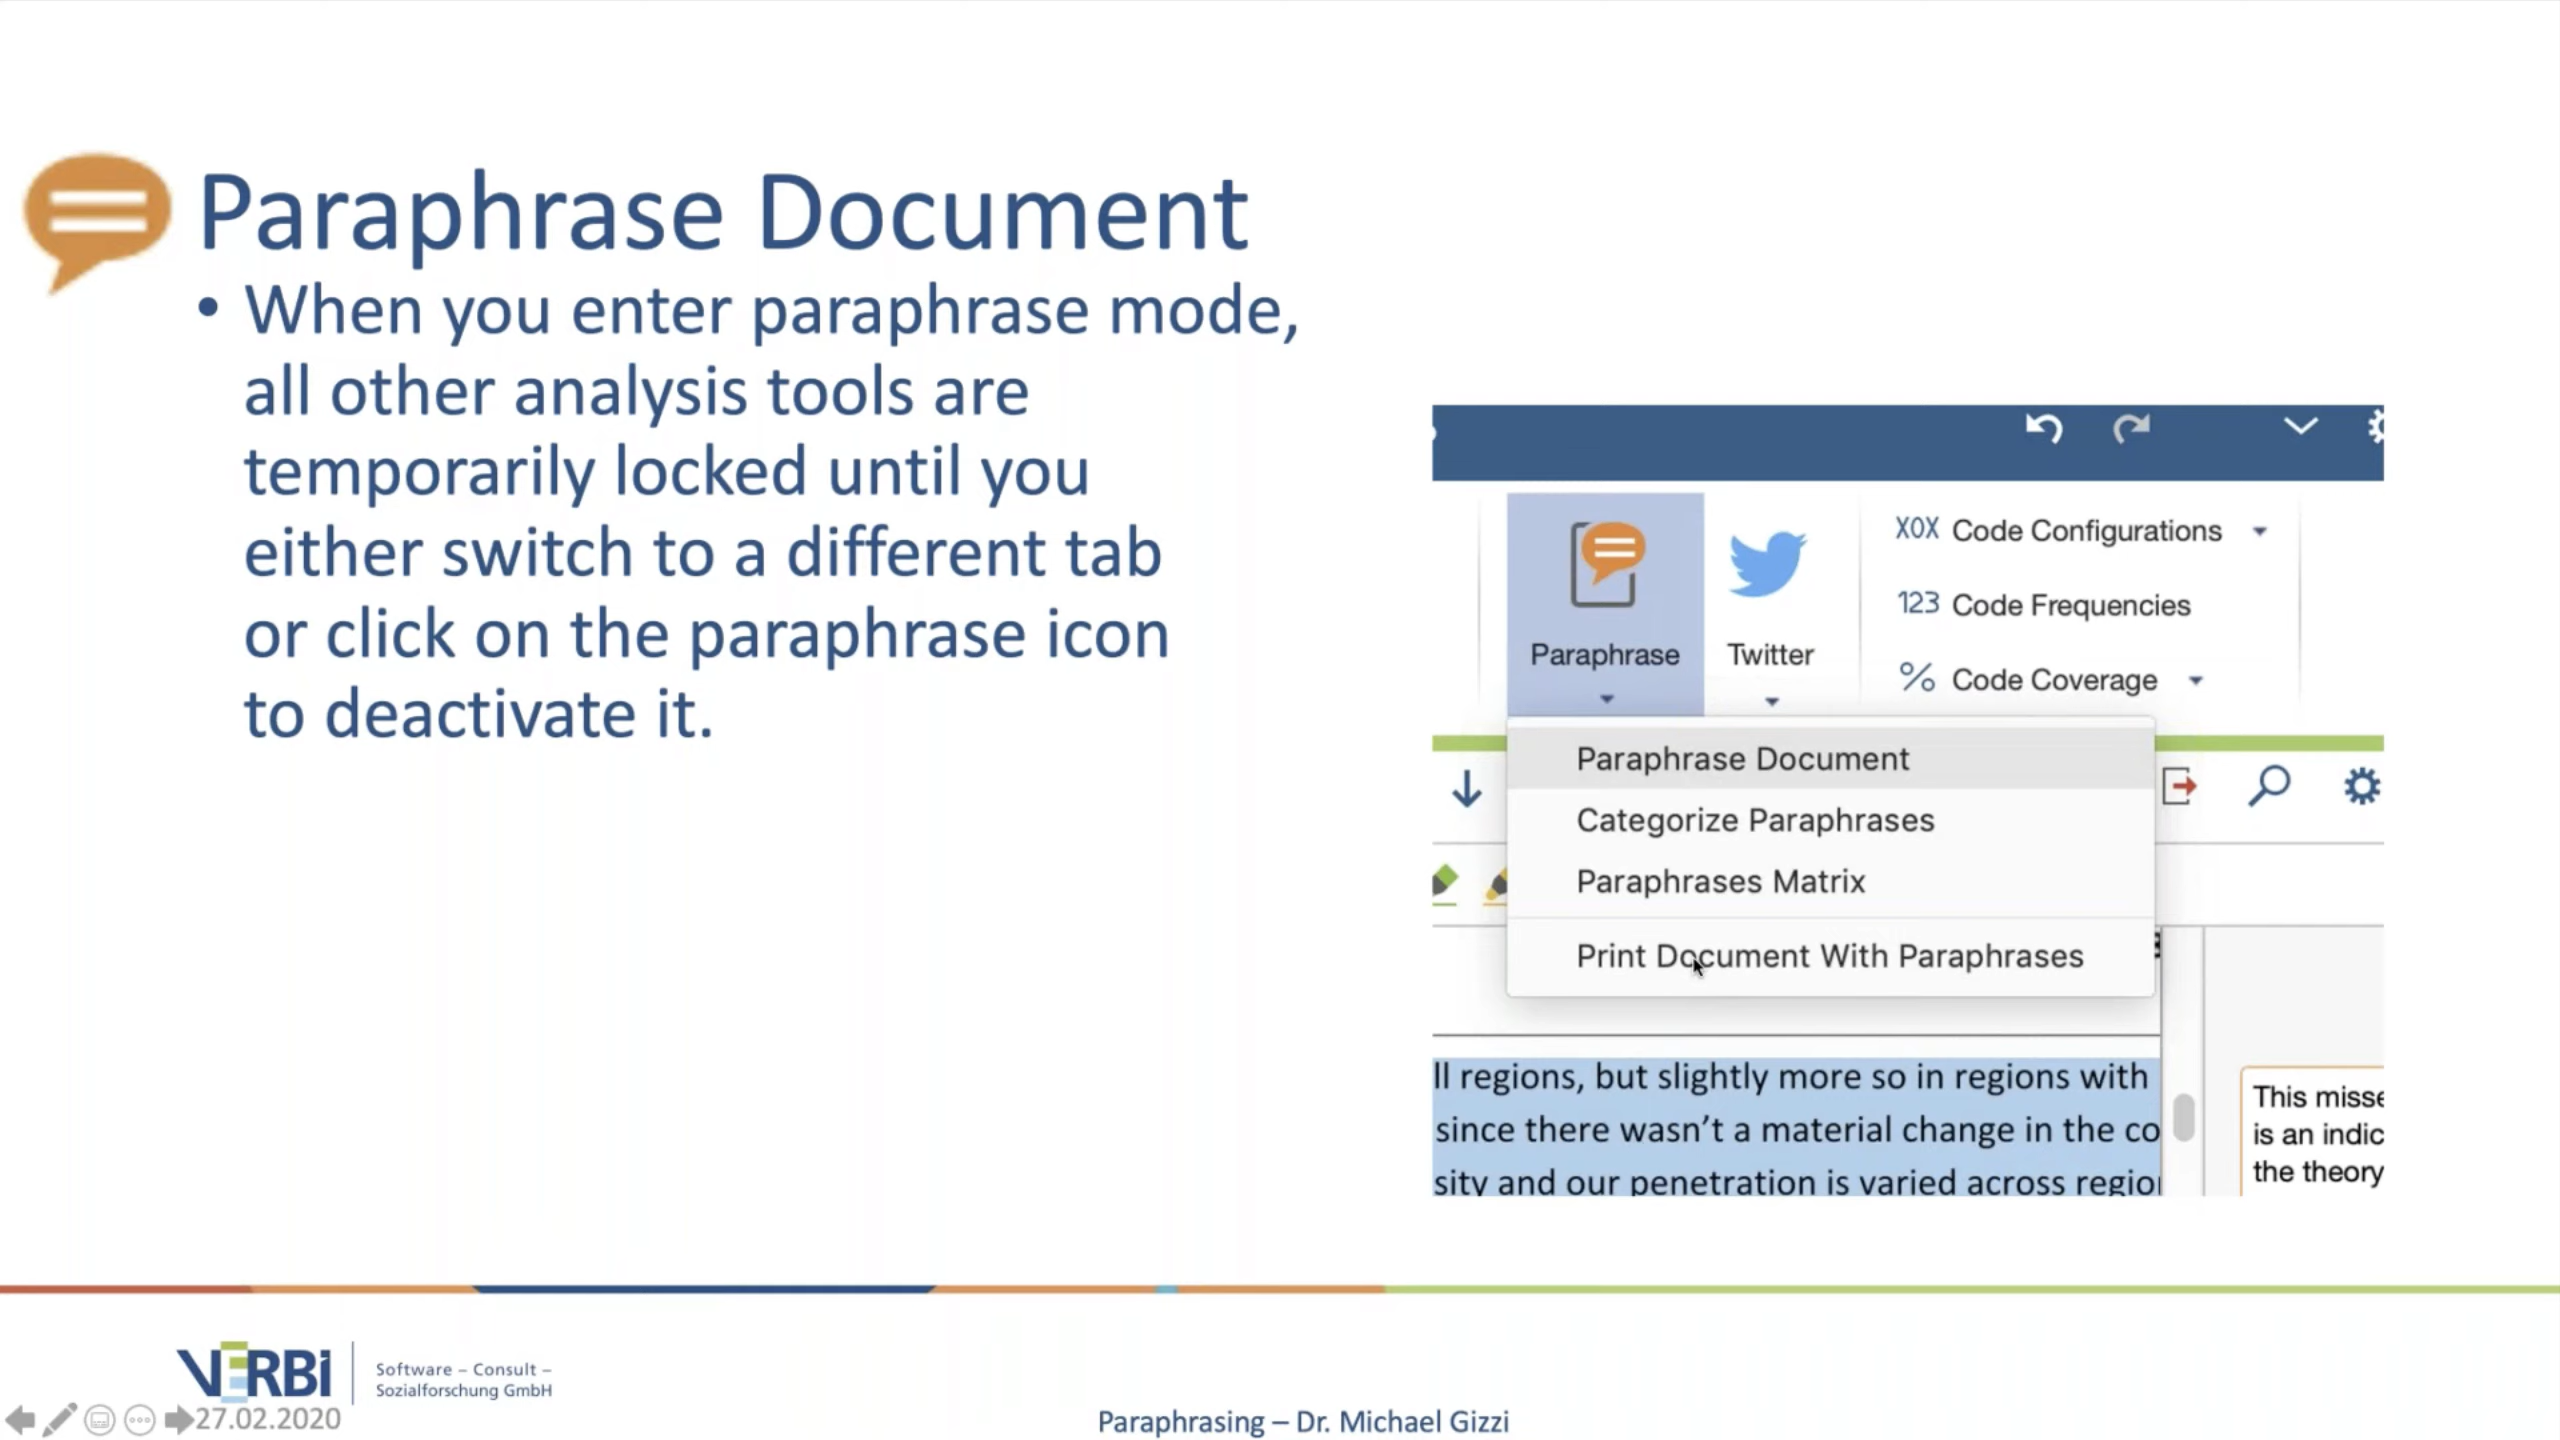 Paraphrase Document
• When you enter paraphrase mode,
all other analysis tools are
temporarily locked until you
either switch to a different tab
or click on the paraphrase icon
to deactivate it.
Paraphrase
Twitter
XOX Code Configurations
123 Code Frequencies
% Code Coverage
Paraphrase Document
Categorize Paraphrases
Paraphrases Matrix
Print Document With Paraphrases
ll regions, but slightly more so in regions with
since there wasn’t a material change in the co
sity and our penetration is varied across regio
This misse
is an indic
the theory
VERBI
Software – Consult –
Sozialforschung GmbH
27.02.2020
Paraphrasing – Dr. Michael Gizzi